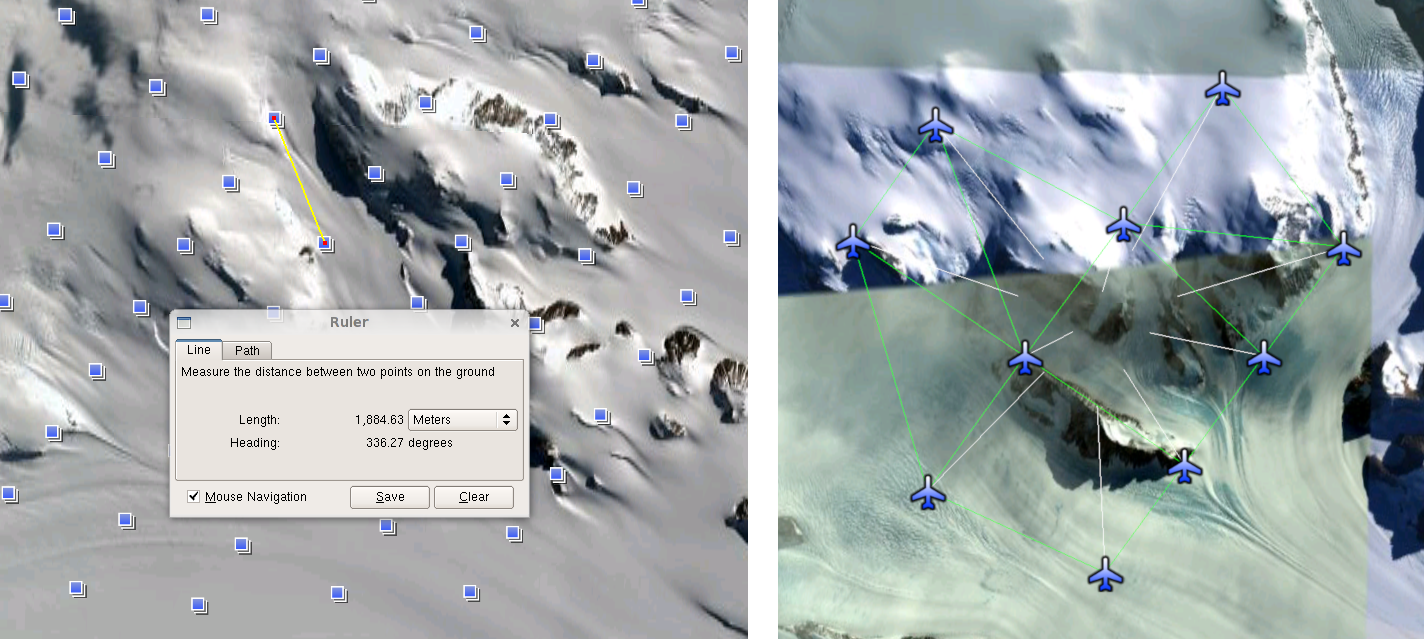 Ruler
Line
Path
Measure the distance between two points on the ground
Length: 1,884.63 Meters
Heading: 336.27 degrees
Mouse Navigation
Save
Clear